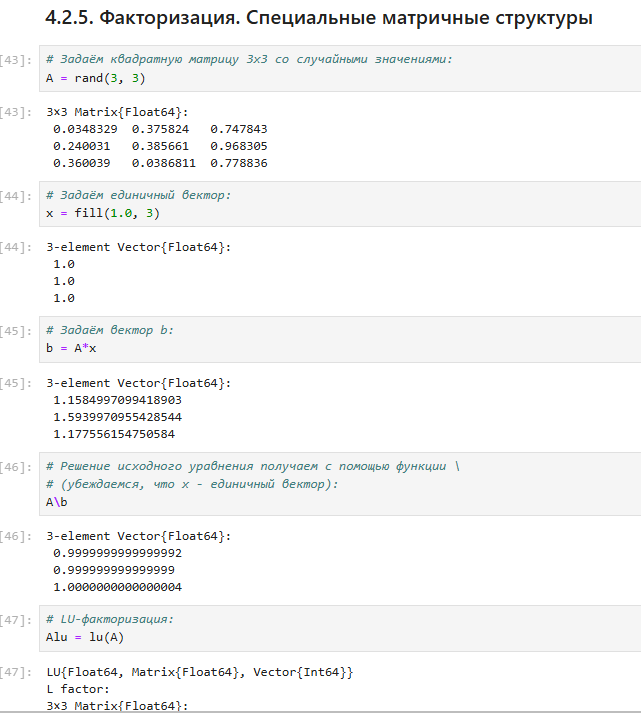 4.2.5. Факторизация. Специальные матричные структуры
[43]: # Задаём квадратную матрицу 3x3 со случайными значениями:
A = rand(3, 3)
[43]: 3×3 Matrix{Float64}:
0.0348329 0.375824 0.747843
0.240031 0.385661 0.968305
0.360039 0.0386811 0.778836
[44]: # Задаём единичный вектор:
x = fill(1.0, 3)
[44]: 3-element Vector{Float64}:
1.0
1.0
1.0
[45]: # Задаём вектор b:
b = A*x
[45]: 3-element Vector{Float64}:
1.1584997099418903
1.5939970955428544
1.177556154750584
[46]: # Решение исходного уравнения получаем с помощью функции \
# (убеждаемся, что x - единичный вектор):
A\b
[46]: 3-element Vector{Float64}:
0.9999999999999992
0.999999999999999
1.0000000000000004
[47]: # LU-факторизация:
Alu = lu(A)
[47]: LU{Float64, Matrix{Float64}, Vector{Int64}}
L factor:
3×3 Matrix{Float64}: